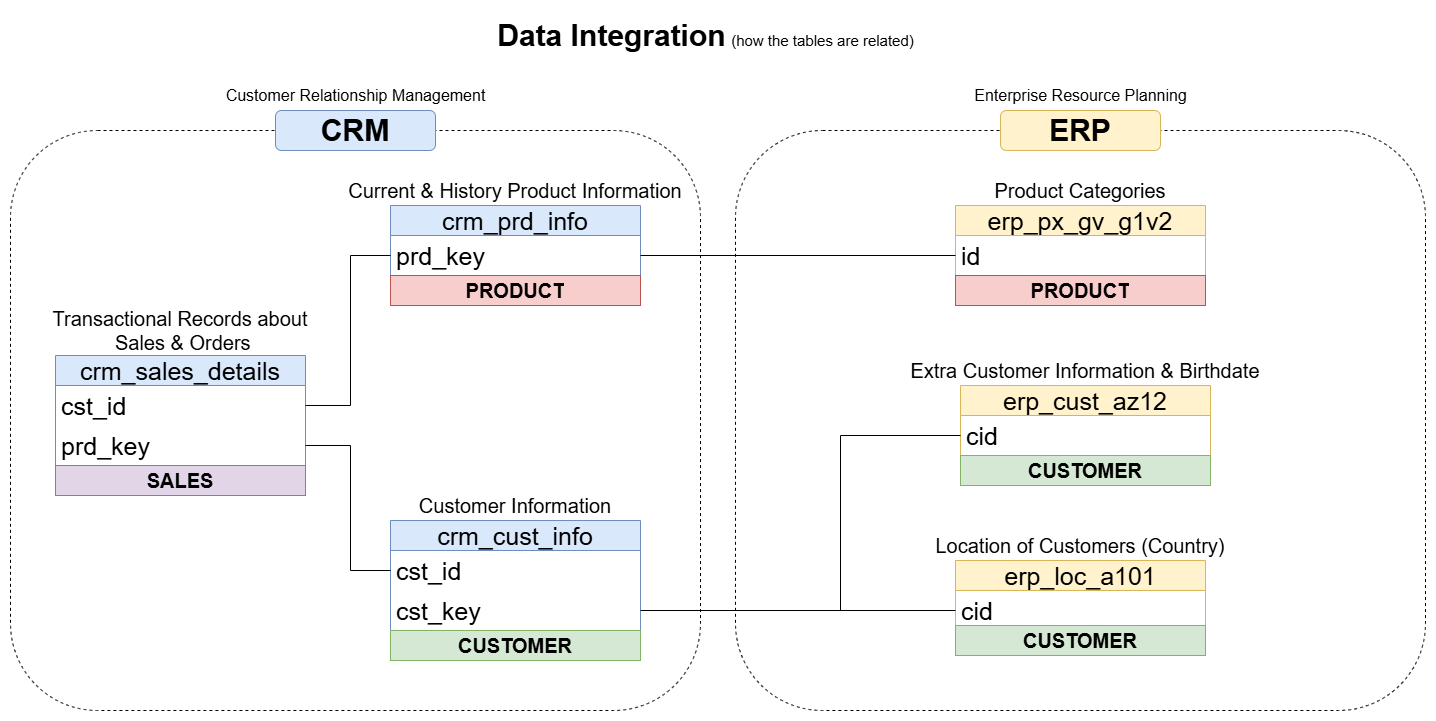 Data Integration (how the tables are related)
Customer Relationship Management
CRM
Current & History Product Information
crm_prd_info
prd_key
PRODUCT
Transactional Records about
Sales & Orders
crm_sales_details
cst_id
prd_key
SALES
Customer Information
crm_cust_info
cst_id
cst_key
CUSTOMER
Enterprise Resource Planning
ERP
Product Categories
erp_px_gv_g1v2
id
PRODUCT
Extra Customer Information & Birthdate
erp_cust_az12
cid
CUSTOMER
Location of Customers (Country)
erp_loc_a101
cid
CUSTOMER